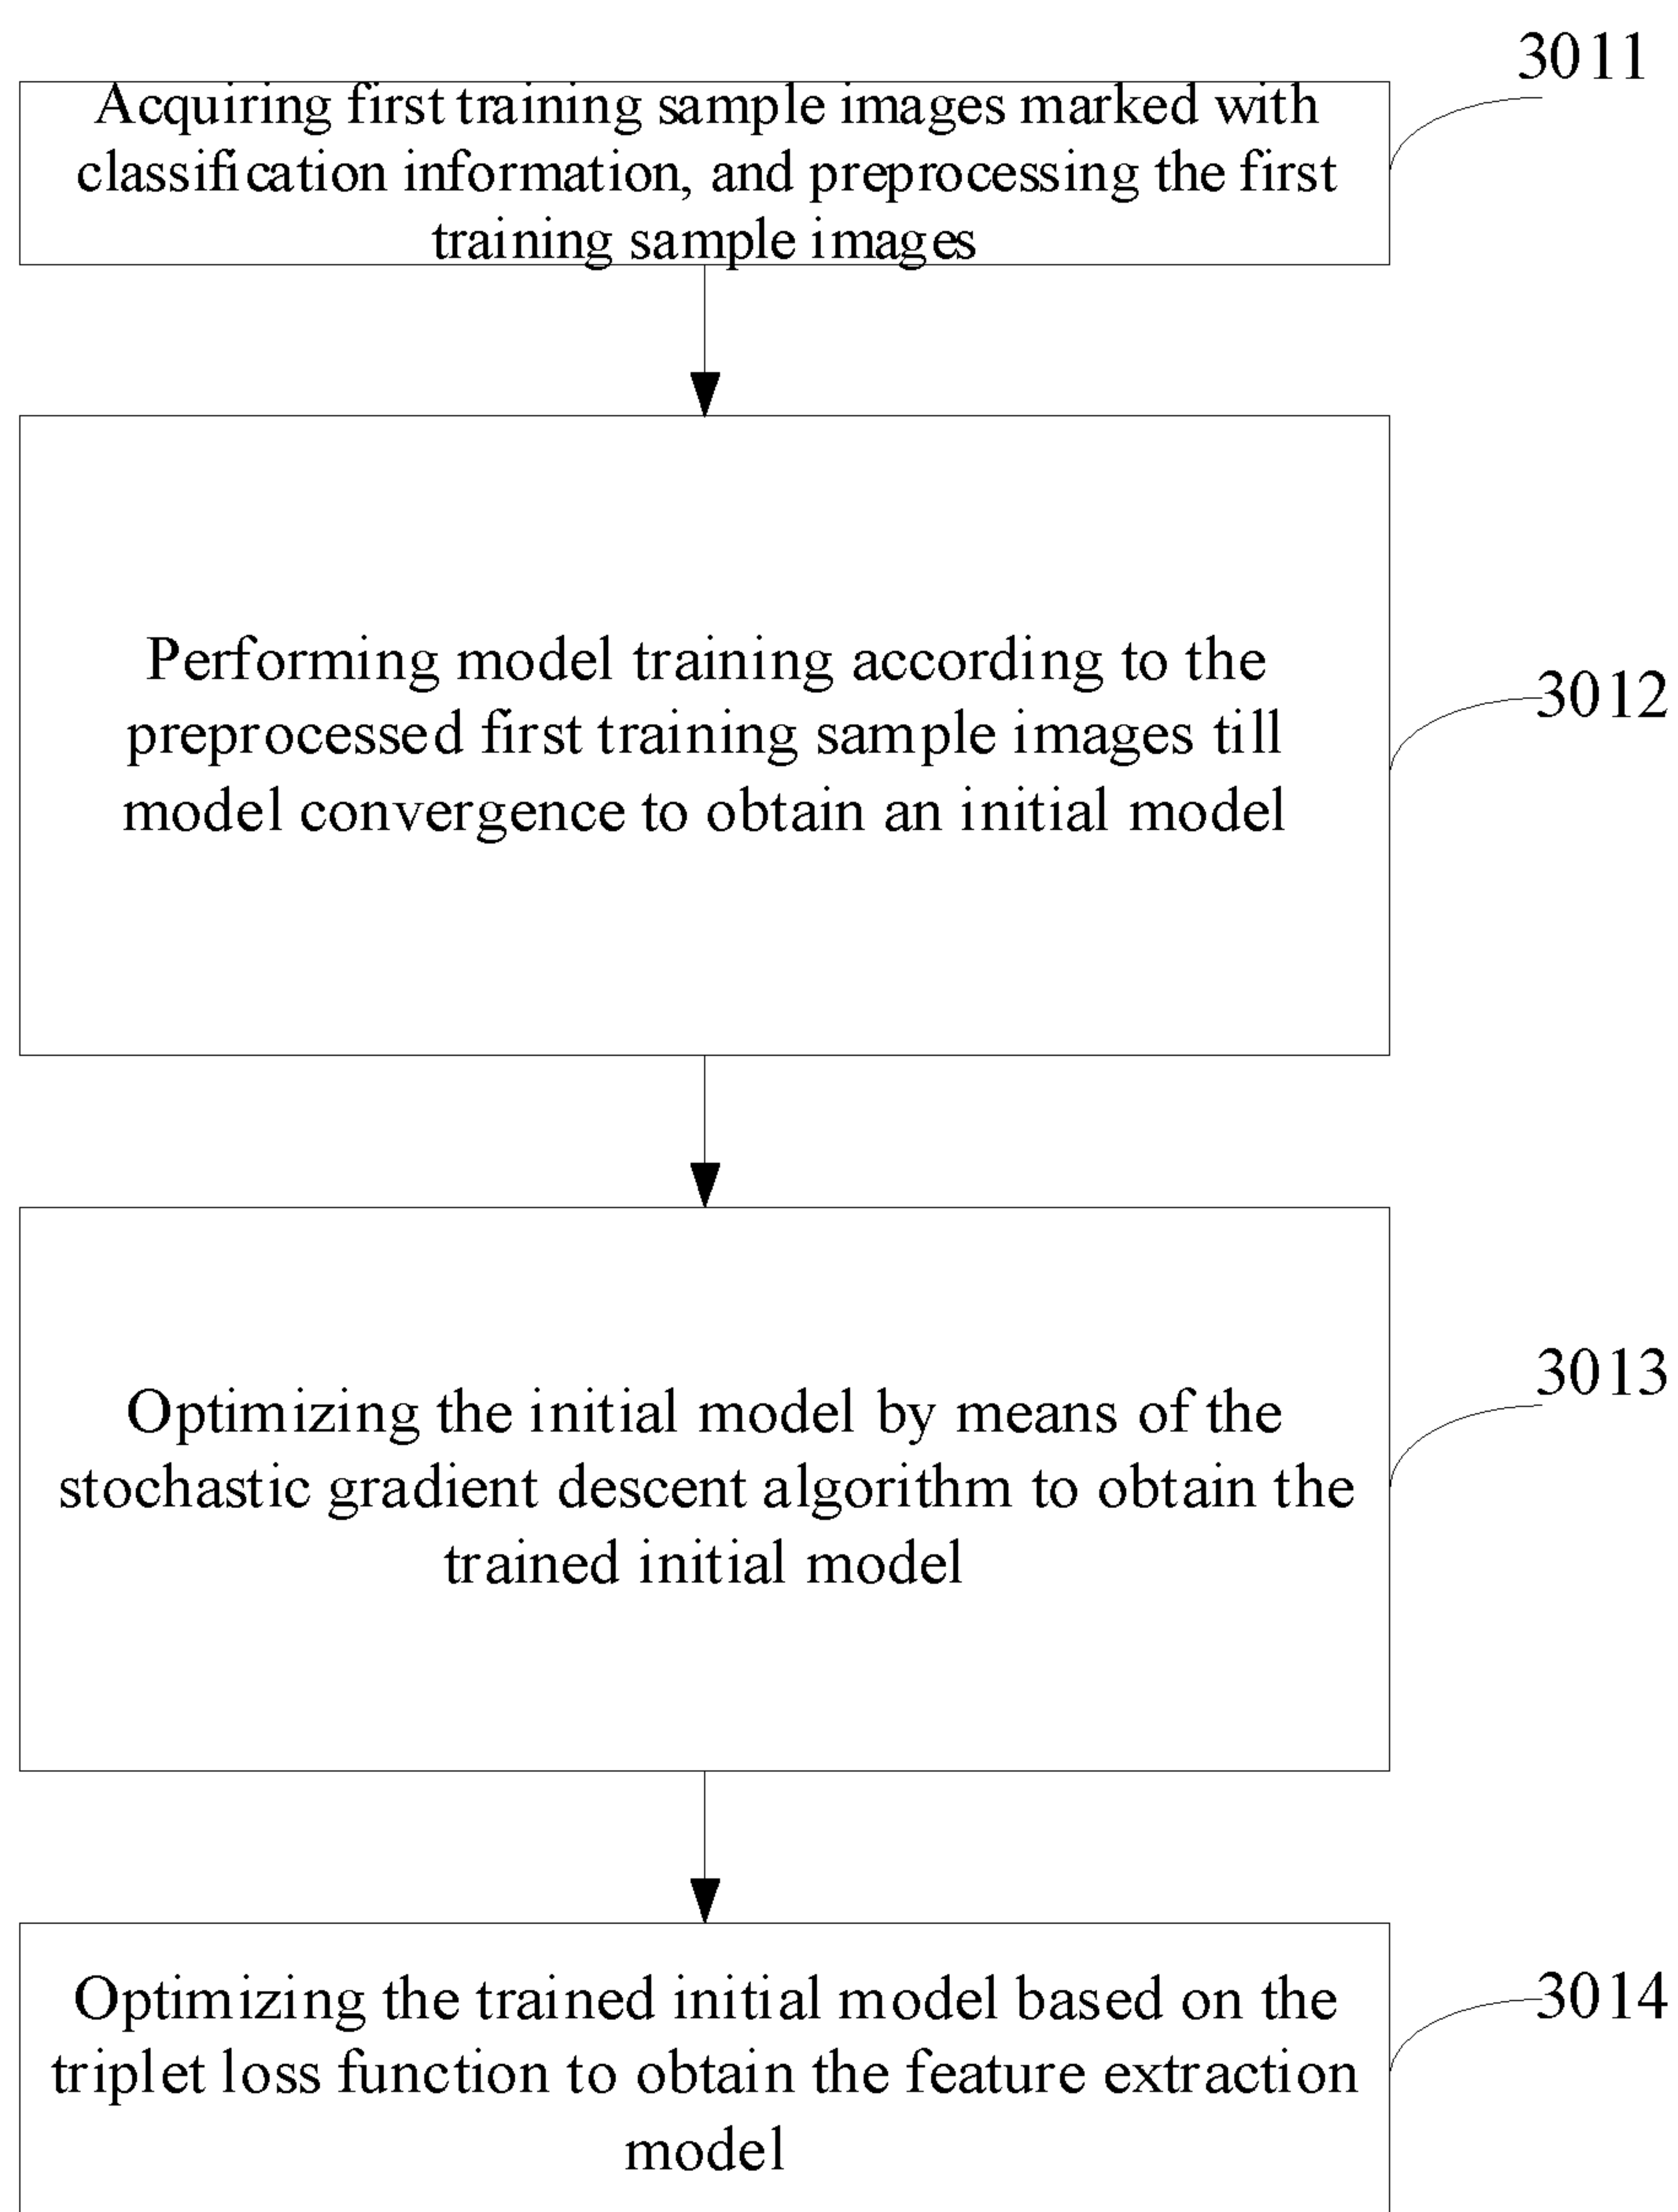 3011
Acquiring first training sample images marked with
classification information, and preprocessing the first
training sample images
Performing model training according to the
preprocessed first training sample images till
model convergence to obtain an initial model
3012
Optimizing the initial model by means of the
stochastic gradient descent algorithm to obtain the
trained initial model
3013
Optimizing the trained initial model based on the
triplet loss function to obtain the feature extraction
model
3014